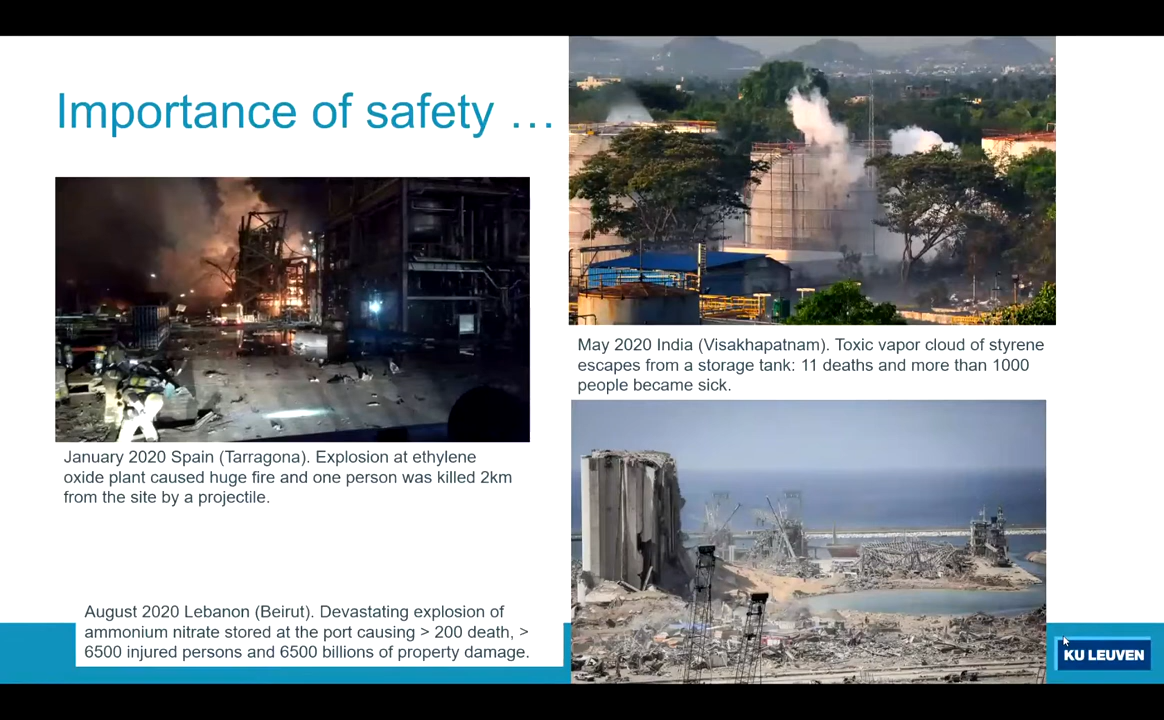 Importance of safety ...
January 2020 Spain (Tarragona). Explosion at ethylene
oxide plant caused huge fire and one person was killed 2km
from the site by a projectile.
May 2020 India (Visakhapatnam). Toxic vapor cloud of styrene
escapes from a storage tank: 11 deaths and more than 1000
people became sick.
August 2020 Lebanon (Beirut). Devastating explosion of
ammonium nitrate stored at the port causing > 200 death, >
6500 injured persons and 6500 billions of property damage.
KU LEUVEN